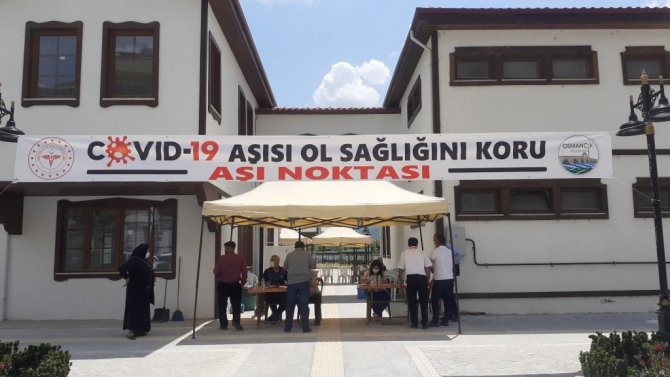 COVID-19 AŞISI OL SAĞLIĞINI KORU
AŞI NOKTASI
OSMANCIK